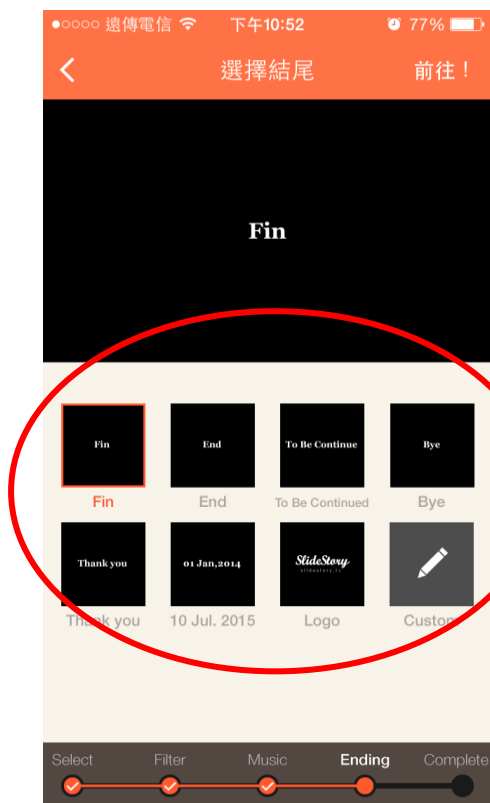 遠傳電信 下午10:52 77%
選擇結尾 前往！
Fin
Fin End To Be Continue Bye
Fin End To Be Continued Bye
Thank you 01 Jan,2014 SlideStory
slidestory.tv
Thank you 10 Jul. 2015 Logo Custom
Select Filter Music Ending Complete